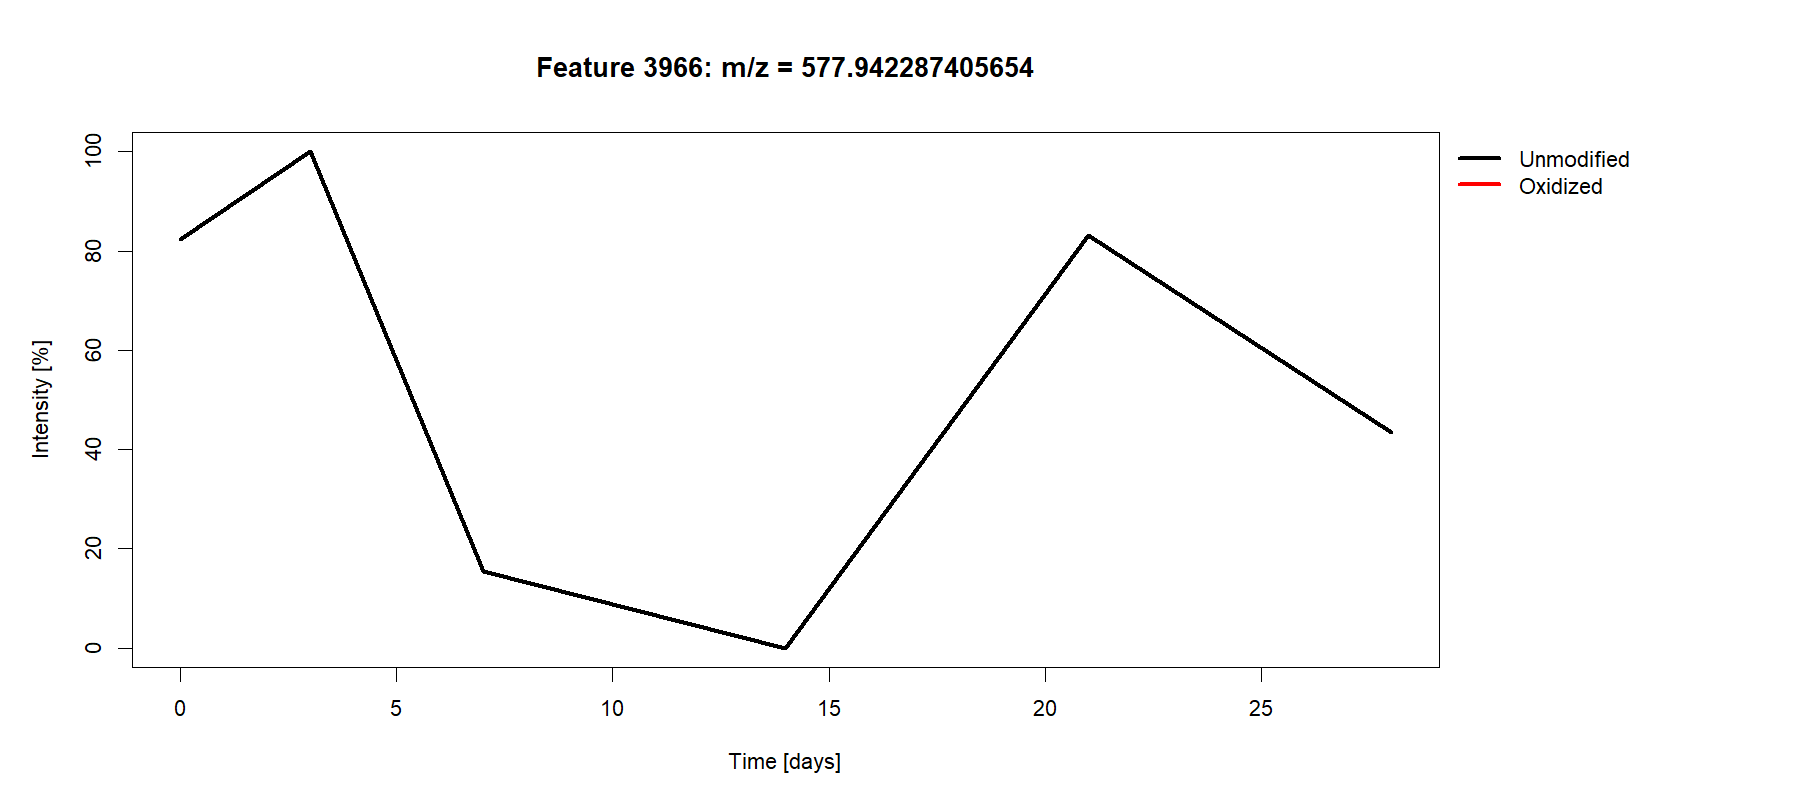 Feature 3966: m/z = 577.942287405654
Unmodified
Oxidized
Intensity [%]
100
80
60
40
20
0
0 5 10 15 20 25
Time [days]